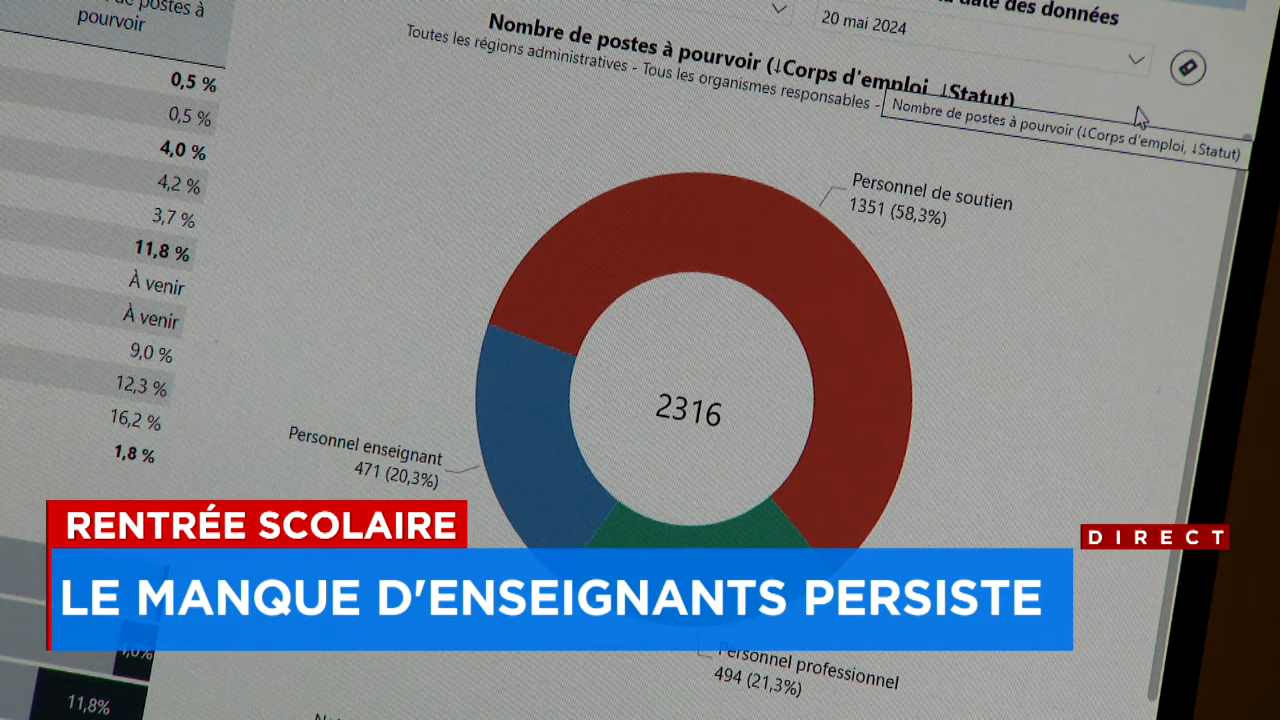 de postes à
pourvoir
0,5 %
0,5 %
4,0 %
4,2 %
3,7 %
11,8 %
À venir
À venir
9,0 %
12,3 %
16,2 %
1,8 %
11,8%
date des données
20 mai 2024
Nombre de postes à pourvoir (↓Corps d'emploi, ↓Statut)
Toutes les régions administratives - Tous les organismes responsables -
Nombre de postes à pourvoir (↓Corps d'emploi, ↓Statut)
Personnel de soutien
1351 (58,3%)
2316
Personnel enseignant
471 (20,3%)
Personnel professionnel
494 (21,3%)
RENTRÉE SCOLAIRE
LE MANQUE D'ENSEIGNANTS PERSISTE
DIRECT